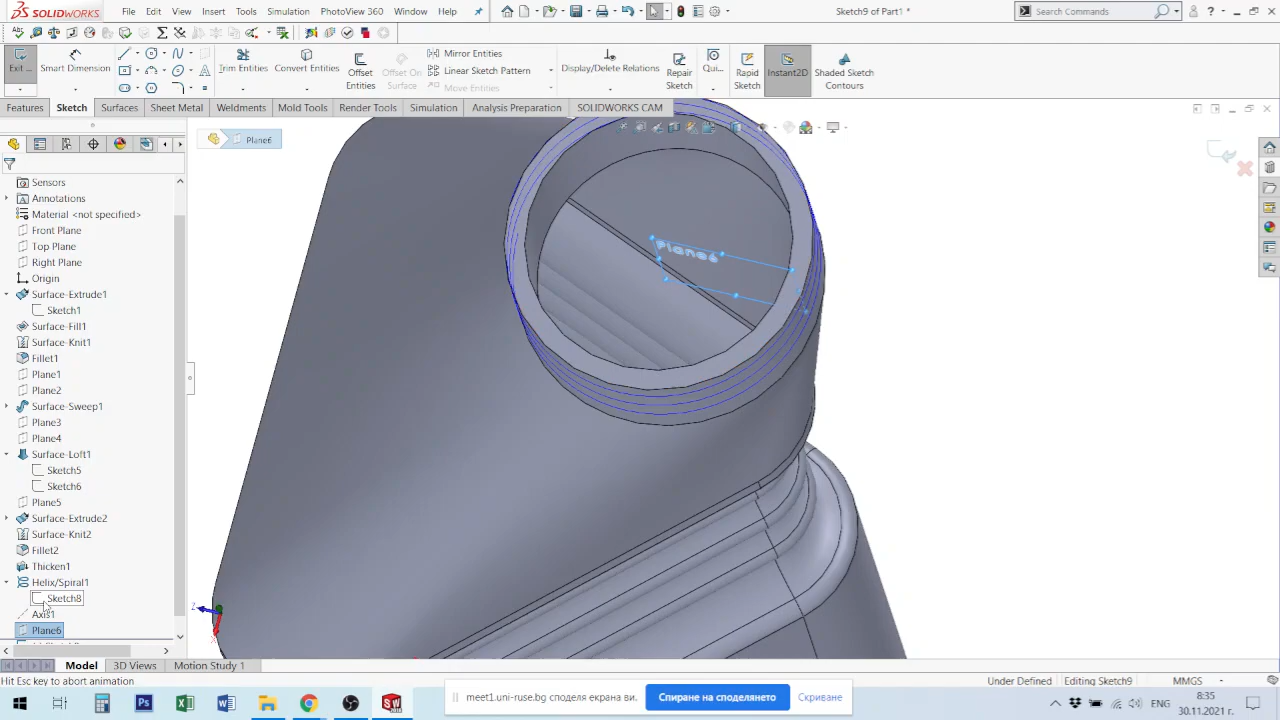 SOLIDWORKS File Edit View Insert Tools Simulation PhotoView 360 Window Help Sketch9 of Part1 * Search Commands
Exit ... Smart Dimension Trim Entities Convert Entities Offset Entities Offset On Surface Mirror Entities Linear Sketch Pattern Move Entities Display/Delete Relations Repair Sketch Qui... Rapid Sketch Instant2D Shaded Sketch Contours
Features Sketch Surfaces Sheet Metal Weldments Mold Tools Render Tools Simulation Analysis Preparation SOLIDWORKS CAM
Plane6
Sensors
Annotations
Material <not specified>
Front Plane
Top Plane
Right Plane
Origin
Surface-Extrude1
Sketch1
Surface-Fill1
Surface-Knit1
Fillet1
Plane1
Plane2
Surface-Sweep1
Plane3
Plane4
Surface-Loft1
Sketch5
Sketch6
Plane5
Surface-Extrude2
Surface-Knit2
Fillet2
Thicken1
Helix/Spiral1
Sketch8
Axis1
Plane6
Plane6
Z
Model 3D Views Motion Study 1
Hit Esc key to abort animation Under Defined Editing Sketch9 MMGS
meet1.uni-ruse.bg споделя екрана ви. Спиране на споделянето Скриване
ENG 8:35
30.11.2021 г.